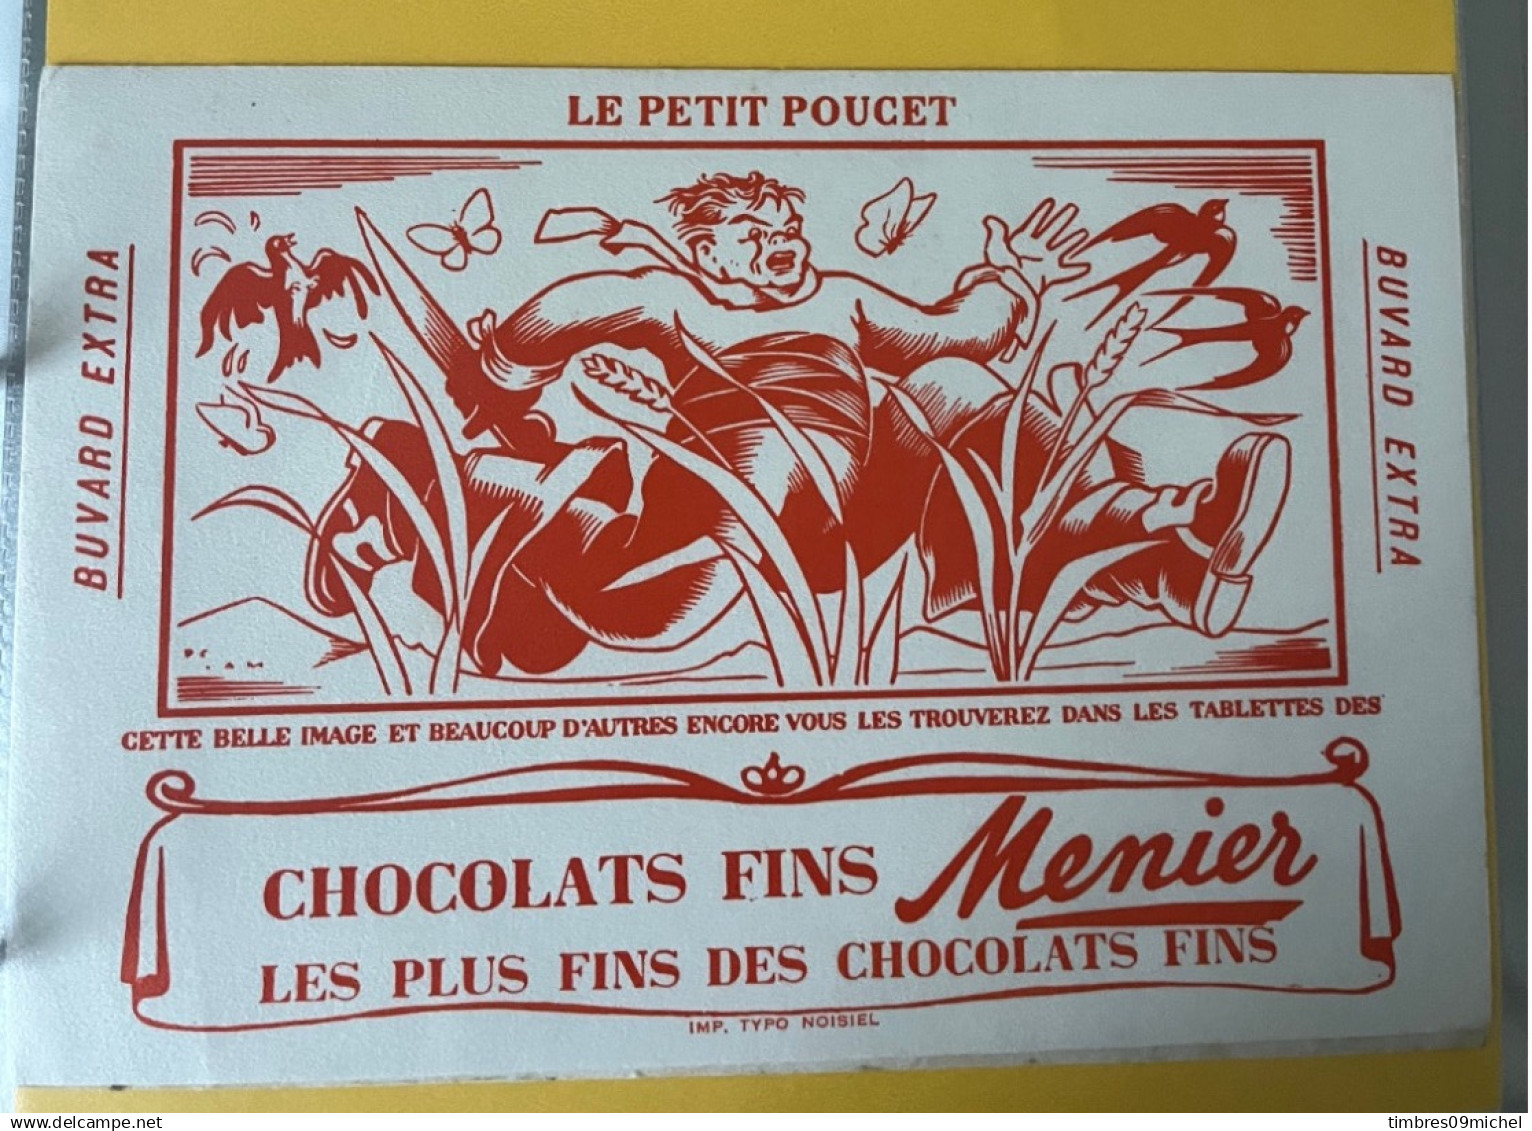 LE PETIT POUCET
BUVARD EXTRA
BUVARD EXTRA
CETTE BELLE IMAGE ET BEAUCOUP D'AUTRES ENCORE VOUS LES TROUVEREZ DANS LES TABLETTES DES
CHOCOLATS FINS Menier
LES PLUS FINS DES CHOCOLATS FINS
IMP. TYPO NOISIEL
delcampe.net
timbres09michel